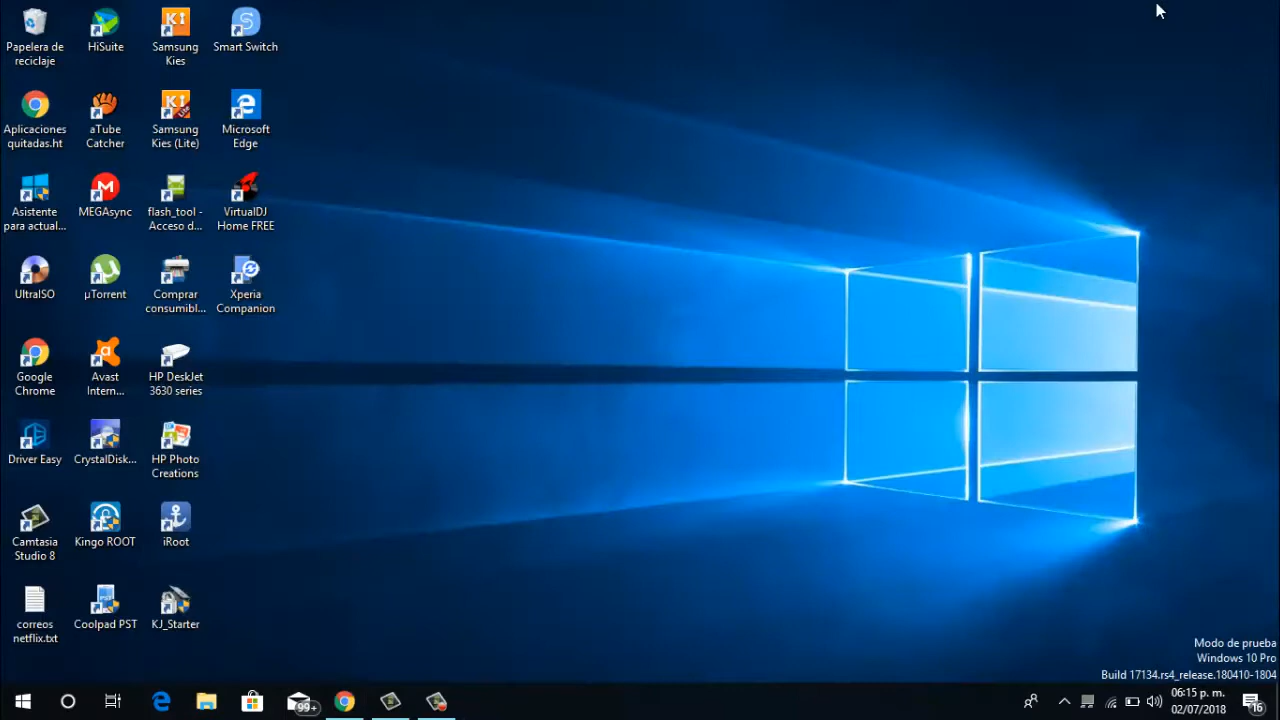 Papelera de
reciclaje
HiSuite
Samsung
Kies
Smart Switch
Aplicaciones
quitadas.ht
aTube
Catcher
Samsung
Kies (Lite)
Microsoft
Edge
Asistente
para actual...
MEGAsync
flash_tool -
Acceso d...
VirtualDJ
Home FREE
UltraISO
µTorrent
Comprar
consumibl...
Xperia
Companion
Google
Chrome
Avast
Intern...
HP DeskJet
3630 series
Driver Easy
CrystalDisk...
HP Photo
Creations
Camtasia
Studio 8
Kingo ROOT
iRoot
correos
netflix.txt
Coolpad PST
KJ_Starter
Modo de prueba
Windows 10 Pro
Build 17134.rs4_release.180410-1804
99+
06:15 p. m.
02/07/2018
16